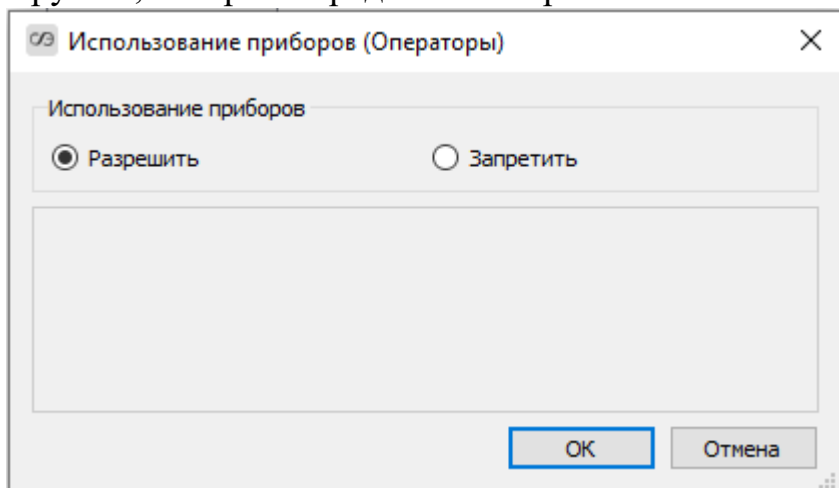 Использование приборов (Операторы)
Использование приборов
Разрешить
Запретить
OK
Отмена